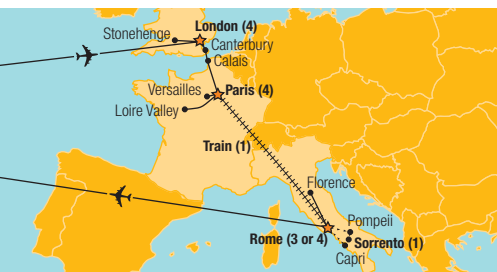 London (4)
Stonehenge
Canterbury
Calais
Versailles
Paris (4)
Loire Valley
Train (1)
Florence
Pompeii
Rome (3 or 4)
Sorrento (1)
Capri